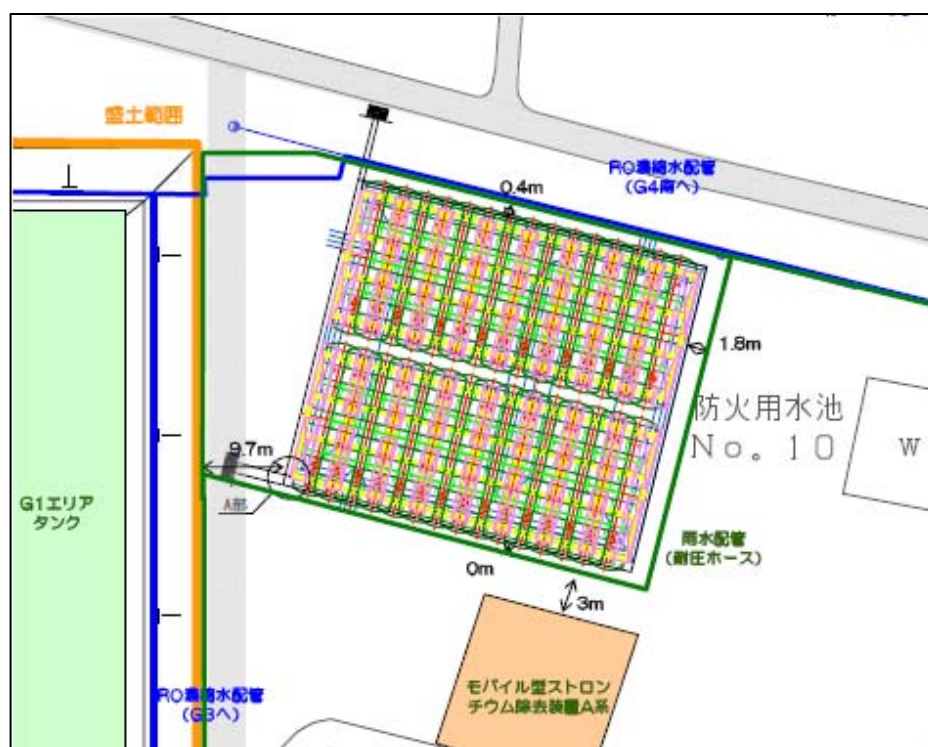 盛土範囲
RO濃縮水配管
(G4南へ)
0.4m
1.8m
防火用水池
No。10
W
9.7m
A部
G1エリア
タンク
雨水配管
(耐圧ホース)
0m
3m
モバイル型ストロン
チウム除去装置A系
RO濃縮水配管
(G3へ)